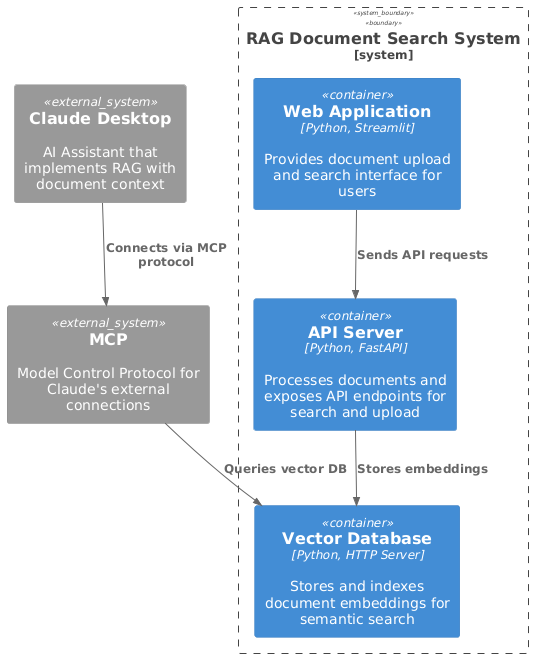 «system_boundary»
«boundary»
RAG Document Search System
[system]
«external_system»
Claude Desktop
AI Assistant that
implements RAG with
document context
«container»
Web Application
[Python, Streamlit]
Provides document upload
and search interface for
users
Connects via MCP
protocol
Sends API requests
«external_system»
MCP
Model Control Protocol for
Claude's external
connections
«container»
API Server
[Python, FastAPI]
Processes documents and
exposes API endpoints for
search and upload
Queries vector DB
Stores embeddings
«container»
Vector Database
[Python, HTTP Server]
Stores and indexes
document embeddings for
semantic search